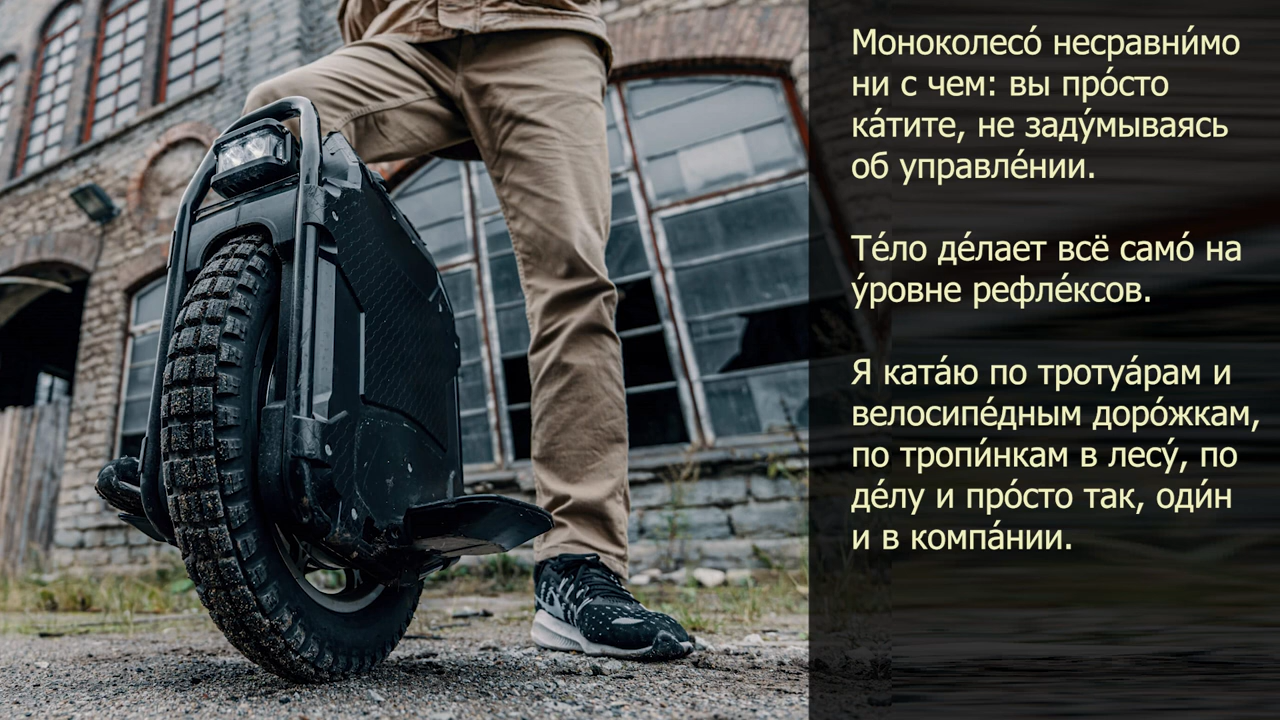 Моноколесо́ несравни́мо
ни с чем: вы про́сто
ка́тите, не заду́мываясь
об управле́нии.
Те́ло де́лает всё само́ на
у́ровне рефле́ксов.
Я ката́ю по тротуа́рам и
велосипе́дным доро́жкам,
по тропи́нкам в лесу́, по
де́лу и про́сто так, оди́н
и в компа́нии.